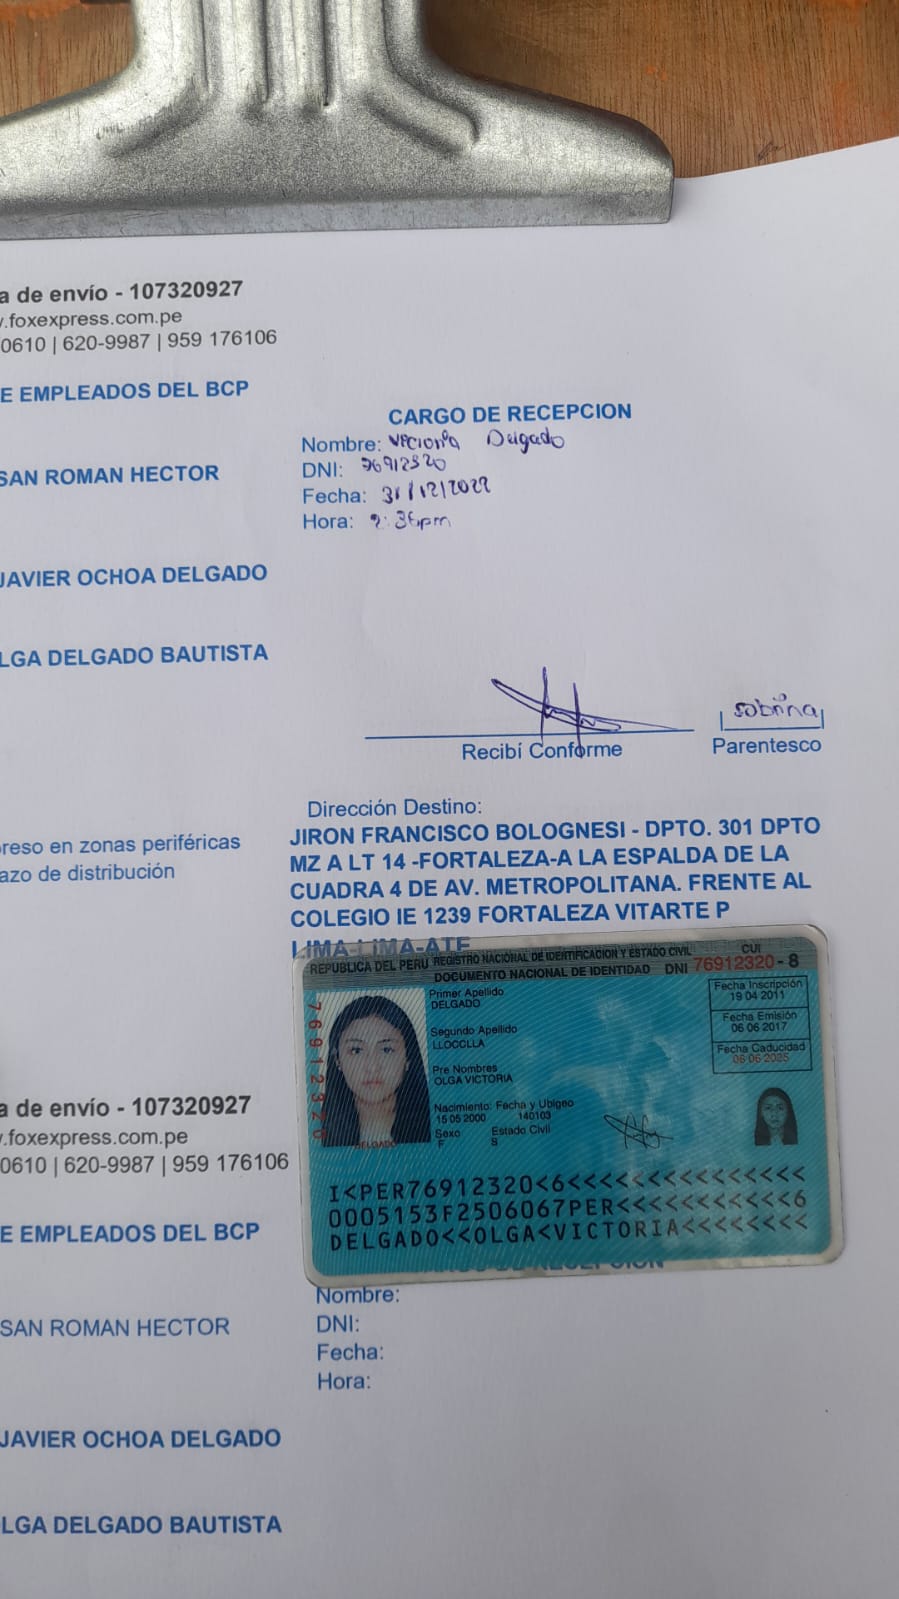 a de envío - 107320927
.foxexpress.com.pe
0610 | 620-9987 | 959 176106
E EMPLEADOS DEL BCP
SAN ROMAN HECTOR
JAVIER OCHOA DELGADO
LGA DELGADO BAUTISTA
CARGO DE RECEPCION
Nombre: Victoria Delgado
DNI: 76912320
Fecha: 31/12/2022
Hora: 2:36pm
Recibí Conforme
sobrina
Parentesco
reso en zonas periféricas
azo de distribución
Dirección Destino:
JIRON FRANCISCO BOLOGNESI - DPTO. 301 DPTO
MZ A LT 14 -FORTALEZA-A LA ESPALDA DE LA
CUADRA 4 DE AV. METROPOLITANA. FRENTE AL
COLEGIO IE 1239 FORTALEZA VITARTE P
LIMA-LIMA-ATE
REPUBLICA DEL PERU REGISTRO NACIONAL DE IDENTIFICACION Y ESTADO CIVIL
DOCUMENTO NACIONAL DE IDENTIDAD
CUI
DNI 76912320 - 8
Primer Apellido
DELGADO
Segundo Apellido
LLOCCLLA
Pre Nombres
OLGA VICTORIA
Nacimiento: Fecha y Ubigeo
15 05 2000 140103
Sexo Estado Civil
F S
Fecha Inscripción
19 04 2011
Fecha Emisión
06 06 2017
Fecha Caducidad
06 06 2025
76912320
DELGADO
I<PER76912320<6<<<<<<<<<<<<<<<
0005153F2506067PER<<<<<<<<<<<6
DELGADO<<OLGA<VICTORIA<<<<<<<<
a de envío - 107320927
.foxexpress.com.pe
0610 | 620-9987 | 959 176106
E EMPLEADOS DEL BCP
SAN ROMAN HECTOR
JAVIER OCHOA DELGADO
LGA DELGADO BAUTISTA
Nombre:
DNI:
Fecha:
Hora: